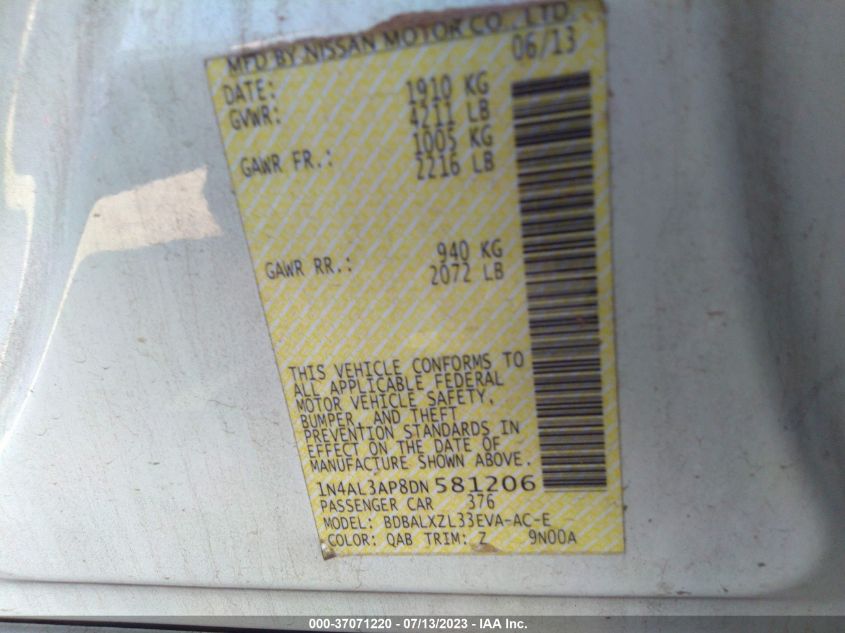 MFD BY NISSAN MOTOR CO., LTD.
DATE: 06/13
GVWR: 1910 KG
4211 LB
GAWR FR.: 1005 KG
2216 LB
GAWR RR.: 940 KG
2072 LB
THIS VEHICLE CONFORMS TO
ALL APPLICABLE FEDERAL
MOTOR VEHICLE SAFETY,
BUMPER, AND THEFT
PREVENTION STANDARDS IN
EFFECT ON THE DATE OF
MANUFACTURE SHOWN ABOVE.
1N4AL3AP8DN581206
PASSENGER CAR 376
MODEL: BDBALXZL33EVA-AC-E
COLOR: QAB TRIM: Z 9N00A
000-37071220 - 07/13/2023 - IAA Inc.